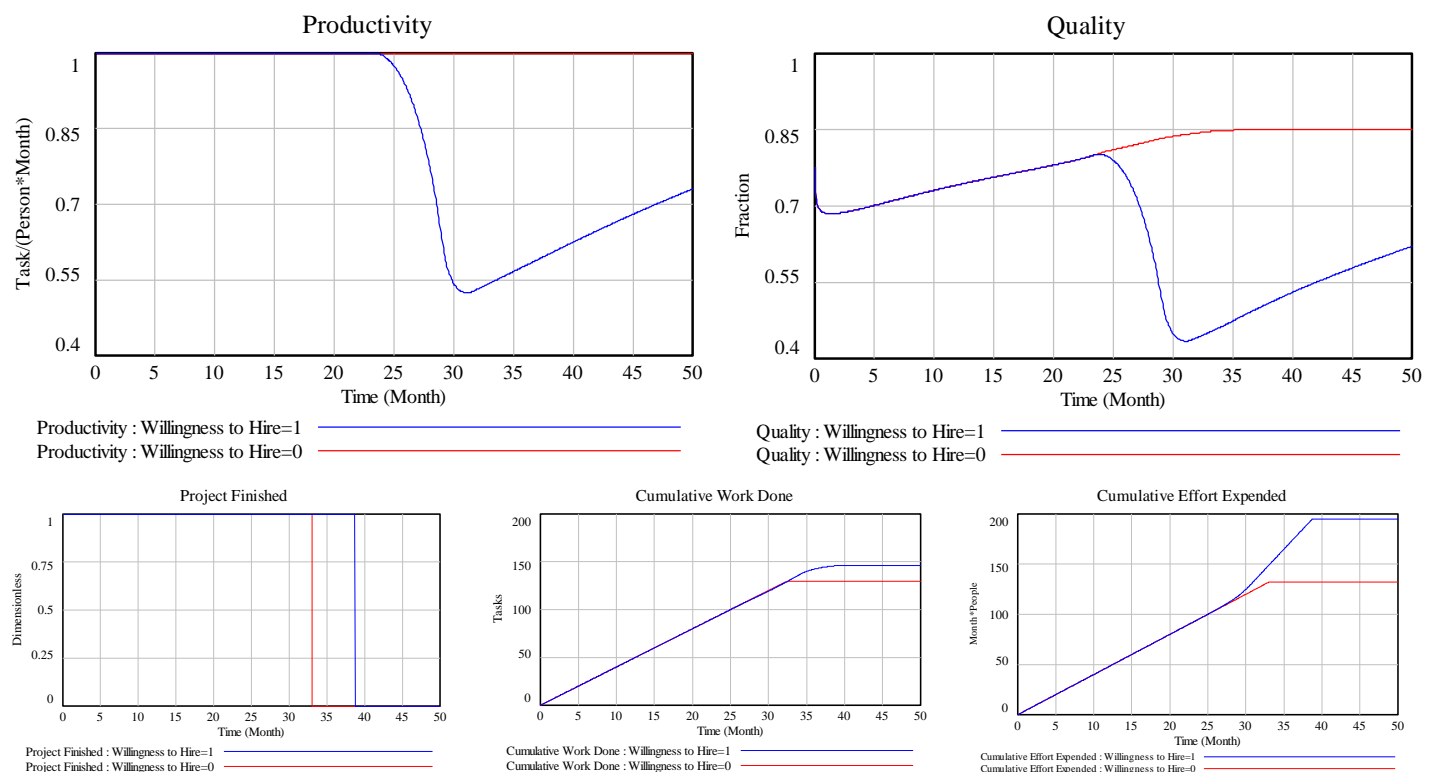 Productivity
1
0.85
0.7
0.55
0.4
Task/(Person*Month)
0 5 10 15 20 25 30 35 40 45 50
Time (Month)
Productivity : Willingness to Hire=1
Productivity : Willingness to Hire=0
Quality
1
0.85
0.7
0.55
0.4
Fraction
0 5 10 15 20 25 30 35 40 45 50
Time (Month)
Quality : Willingness to Hire=1
Quality : Willingness to Hire=0
Project Finished
1
0.75
0.5
0.25
0
Dimensionless
0 5 10 15 20 25 30 35 40 45 50
Time (Month)
Project Finished : Willingness to Hire=1
Project Finished : Willingness to Hire=0
Cumulative Work Done
200
150
100
50
0
Tasks
0 5 10 15 20 25 30 35 40 45 50
Time (Month)
Cumulative Work Done : Willingness to Hire=1
Cumulative Work Done : Willingness to Hire=0
Cumulative Effort Expended
200
150
100
50
0
Month*People
0 5 10 15 20 25 30 35 40 45 50
Time (Month)
Cumulative Effort Expended : Willingness to Hire=1
Cumulative Effort Expended : Willingness to Hire=0